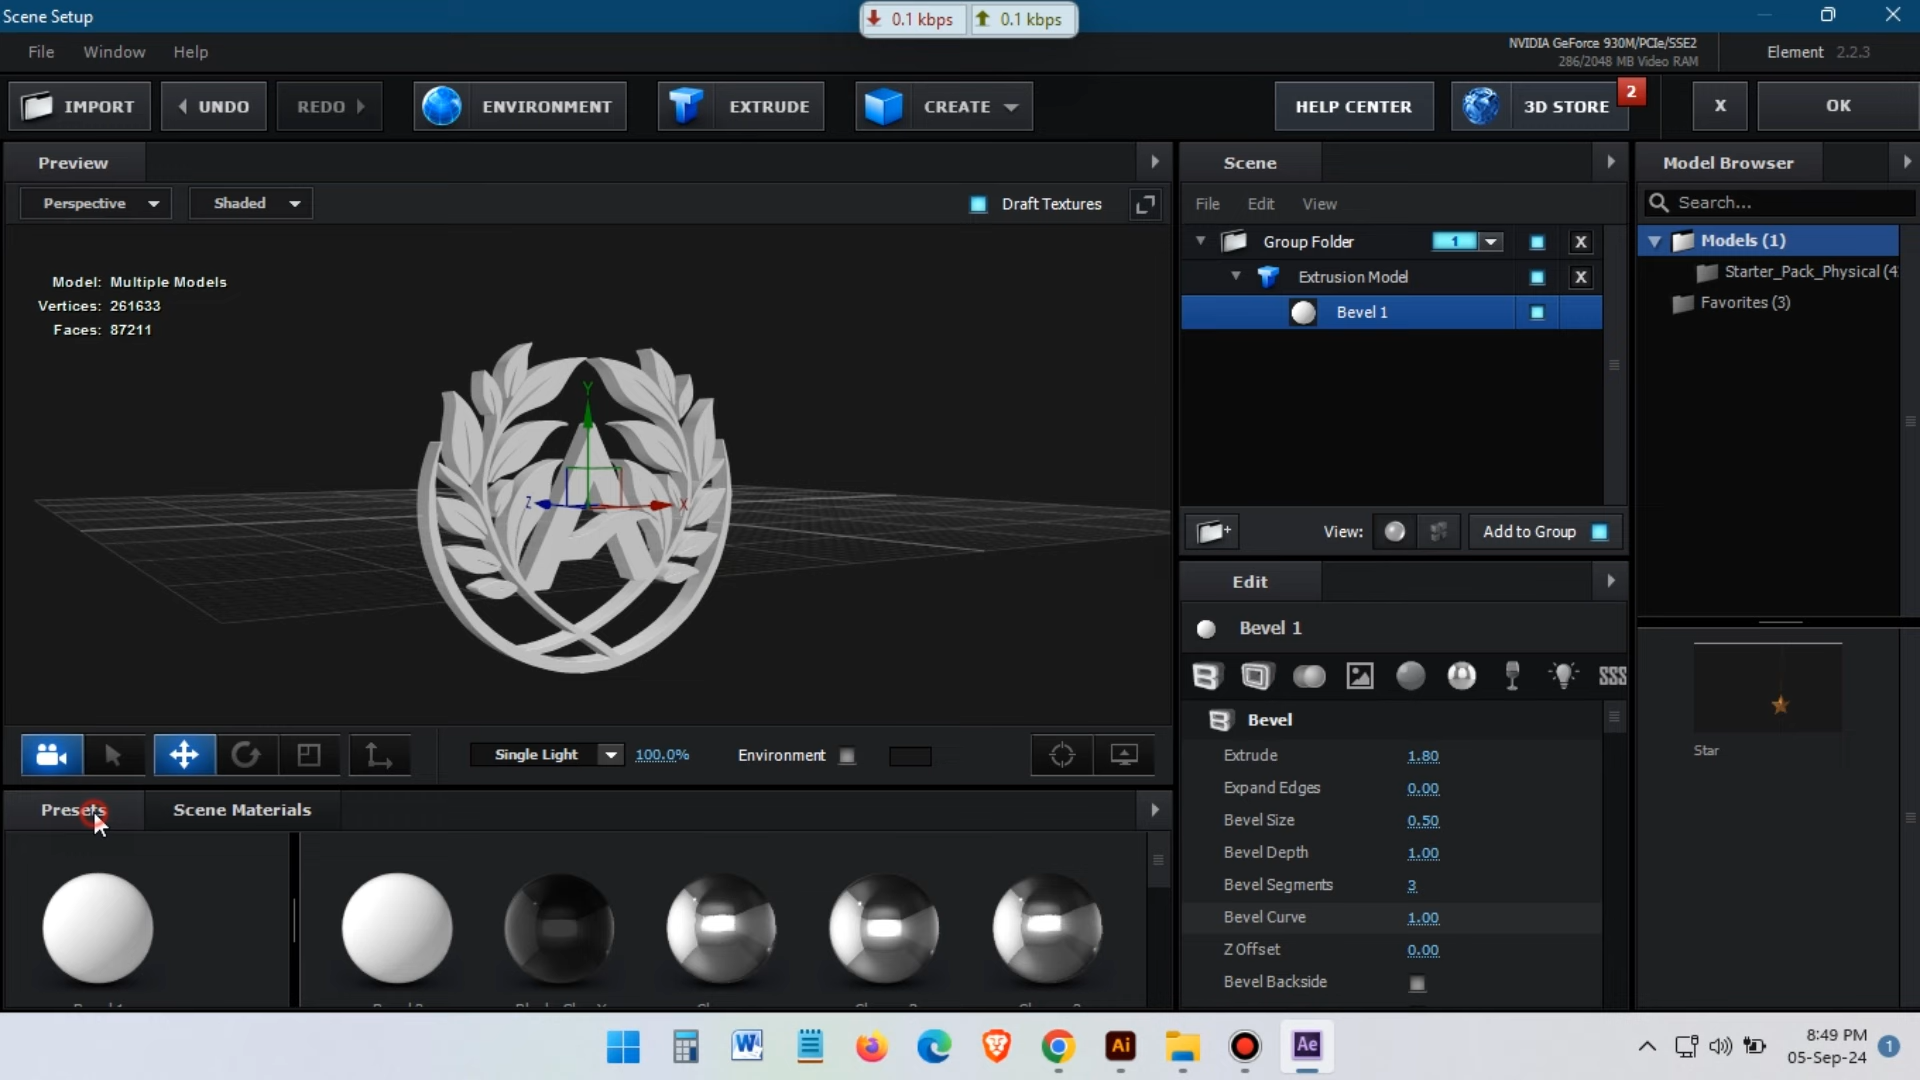 Scene Setup
0.1 kbps
0.1 kbps
File
Window
Help
NVIDIA GeForce 930M/PCIe/SSE2
286/2048 MB Video RAM
Element 2.2.3
IMPORT
UNDO
REDO
ENVIRONMENT
EXTRUDE
CREATE
HELP CENTER
3D STORE
2
X
OK
Preview
Perspective
Shaded
Draft Textures
Model: Multiple Models
Vertices: 261633
Faces: 87211
Y
Z
X
Single Light
100.0%
Environment
Presets
Scene Materials
Scene
File
Edit
View
Group Folder
1
X
Extrusion Model
X
Bevel 1
View:
Add to Group
Edit
Bevel 1
Bevel
Extrude 1.80
Expand Edges 0.00
Bevel Size 0.50
Bevel Depth 1.00
Bevel Segments 3
Bevel Curve 1.00
Z Offset 0.00
Bevel Backside
Model Browser
Search...
Models (1)
Starter_Pack_Physical (4
Favorites (3)
Star
W
Ai
Ae
8:49 PM
05-Sep-24
1